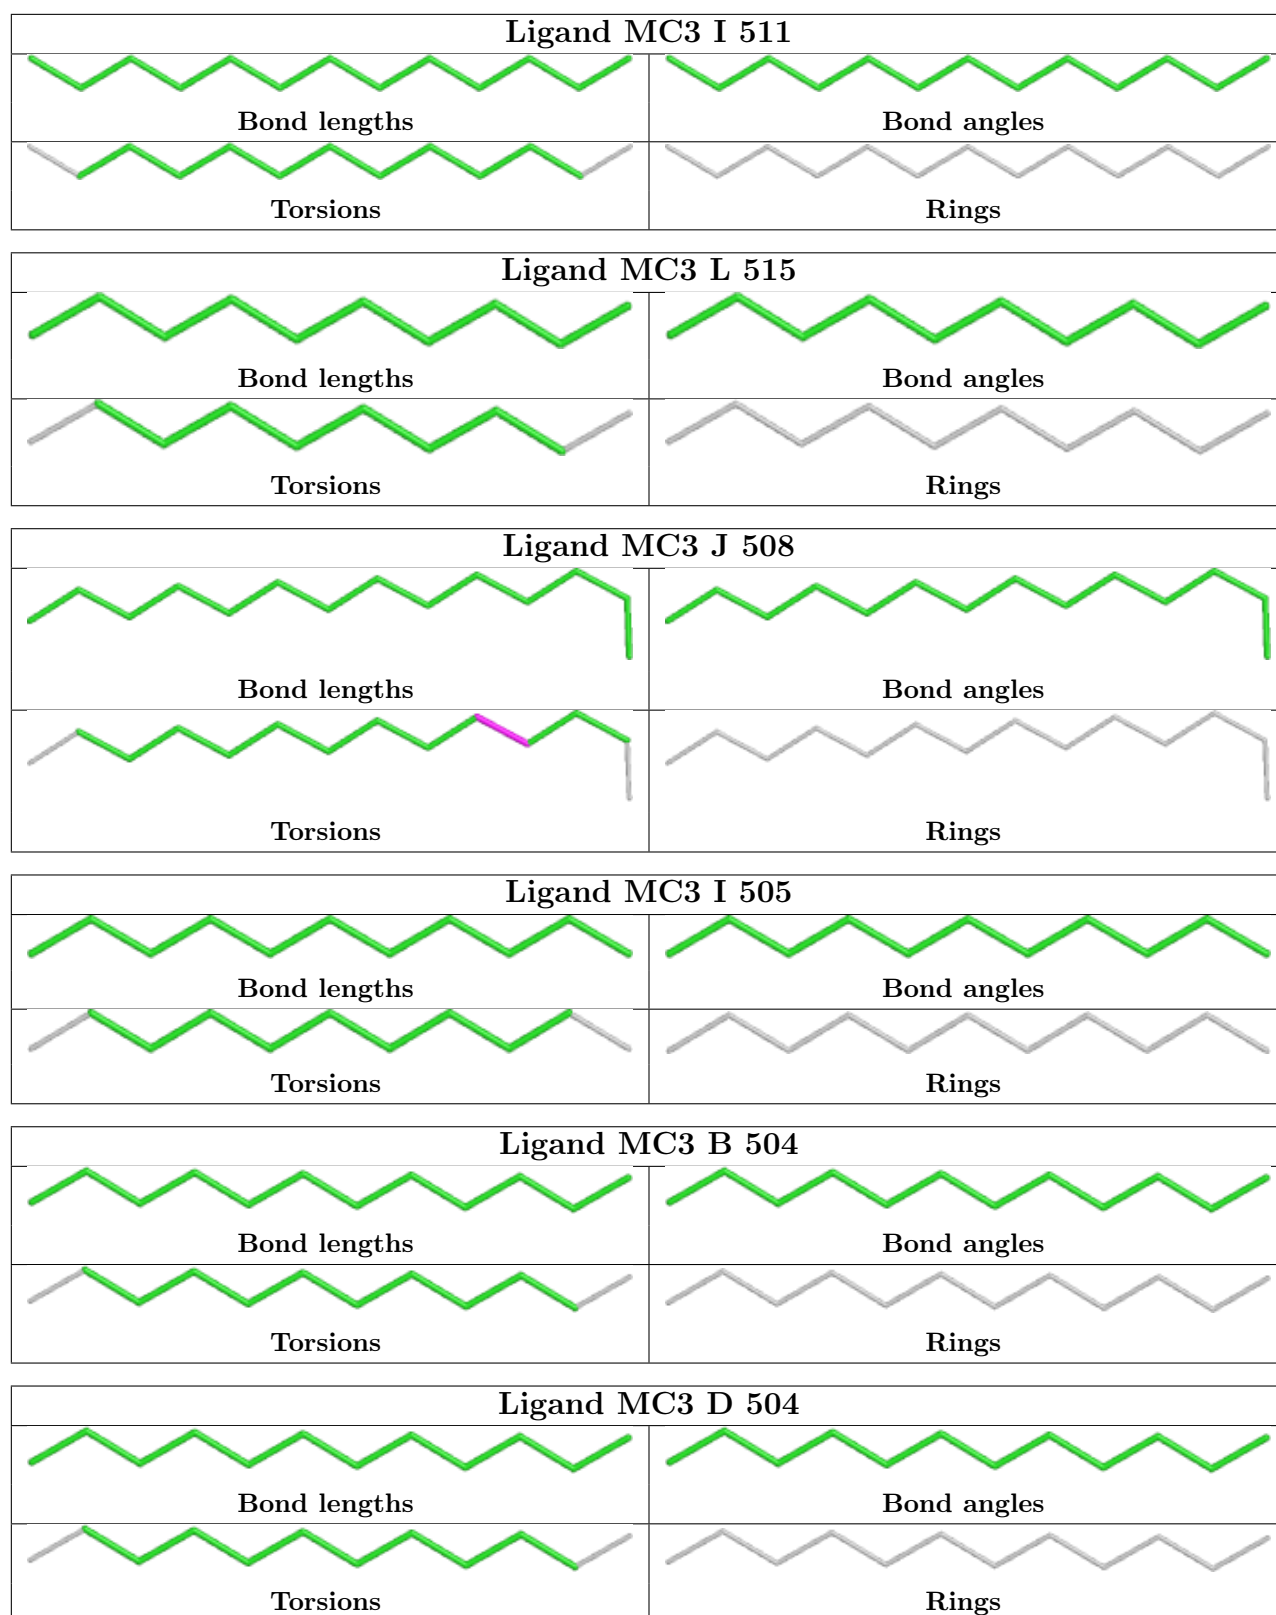 Ligand MC3 I 511
Bond lengths Bond angles
Torsions Rings
Ligand MC3 L 515
Bond lengths Bond angles
Torsions Rings
Ligand MC3 J 508
Bond lengths Bond angles
Torsions Rings
Ligand MC3 I 505
Bond lengths Bond angles
Torsions Rings
Ligand MC3 B 504
Bond lengths Bond angles
Torsions Rings
Ligand MC3 D 504
Bond lengths Bond angles
Torsions Rings